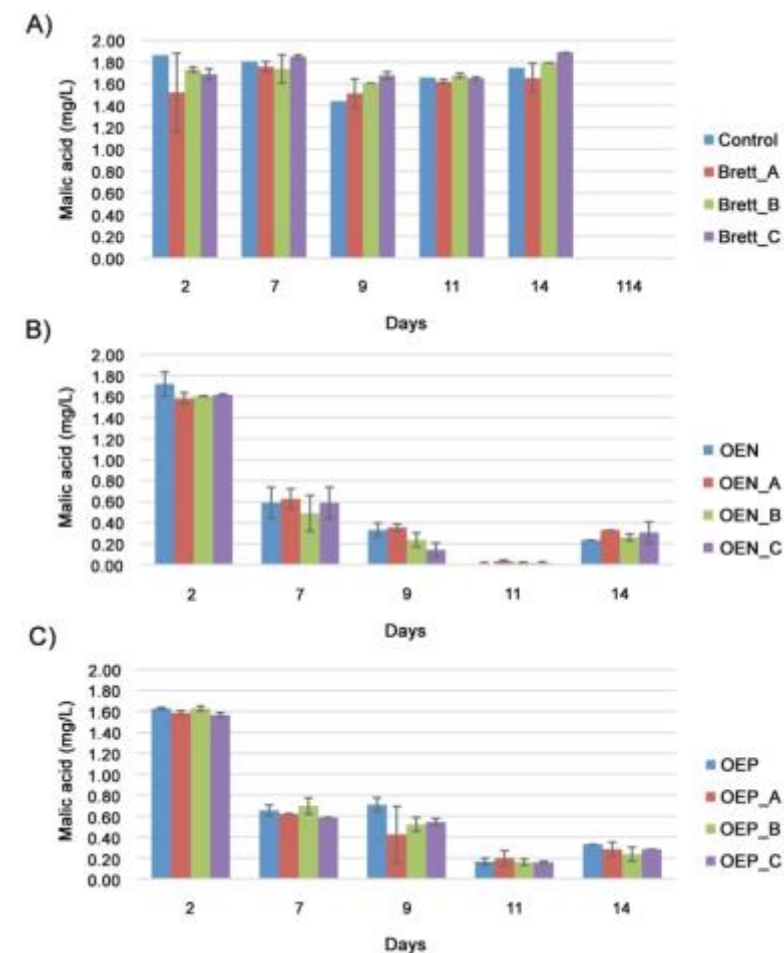 A)
Malic acid (mg/L)
2.00
1.80
1.60
1.40
1.20
1.00
0.80
0.60
0.40
0.20
0.00
2 7 9 11 14 114
Days
Control
Brett_A
Brett_B
Brett_C
B)
Malic acid (mg/L)
2.00
1.80
1.60
1.40
1.20
1.00
0.80
0.60
0.40
0.20
0.00
2 7 9 11 14
Days
OEN
OEN_A
OEN_B
OEN_C
C)
Malic acid (mg/L)
2.00
1.80
1.60
1.40
1.20
1.00
0.80
0.60
0.40
0.20
0.00
2 7 9 11 14
Days
OEP
OEP_A
OEP_B
OEP_C